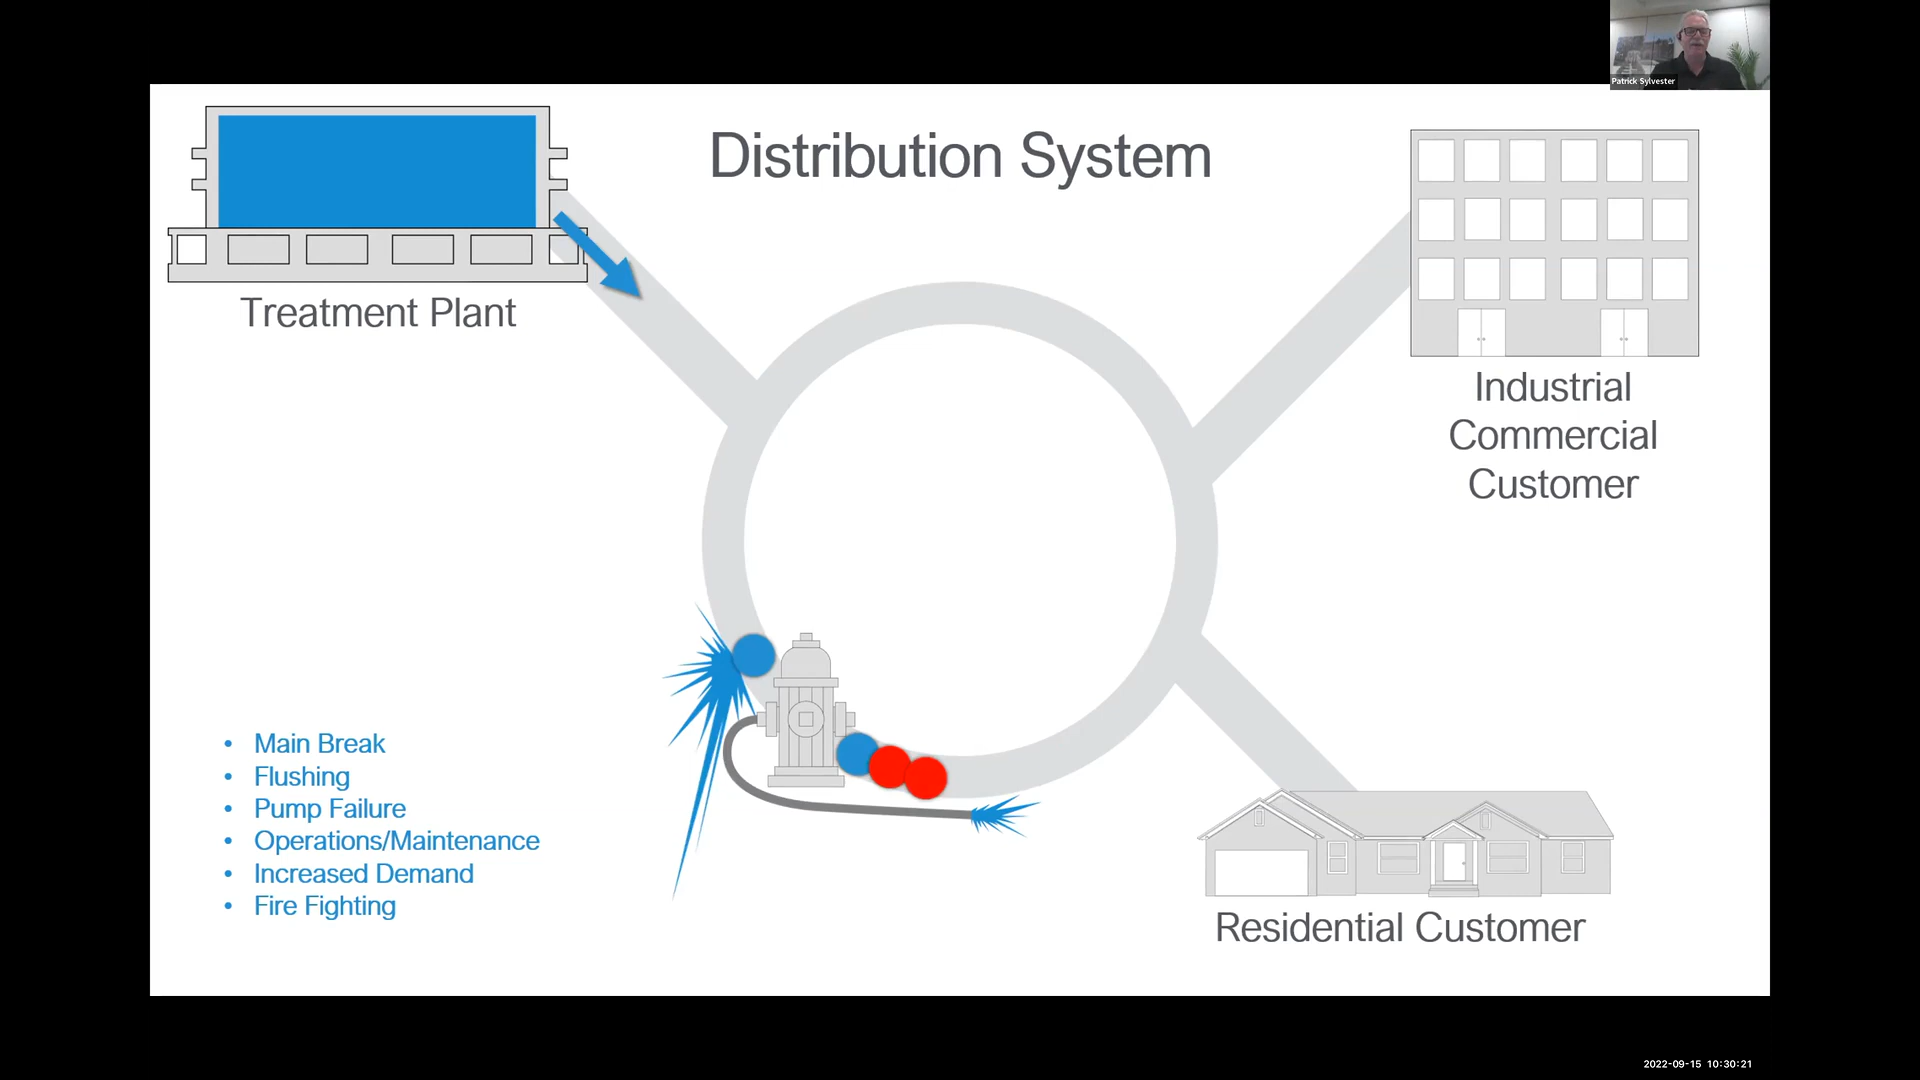 Patrick Sylvester
Distribution System
Treatment Plant
Industrial
Commercial
Customer
• Main Break
• Flushing
• Pump Failure
• Operations/Maintenance
• Increased Demand
• Fire Fighting
Residential Customer
2022-09-15 10:30:21